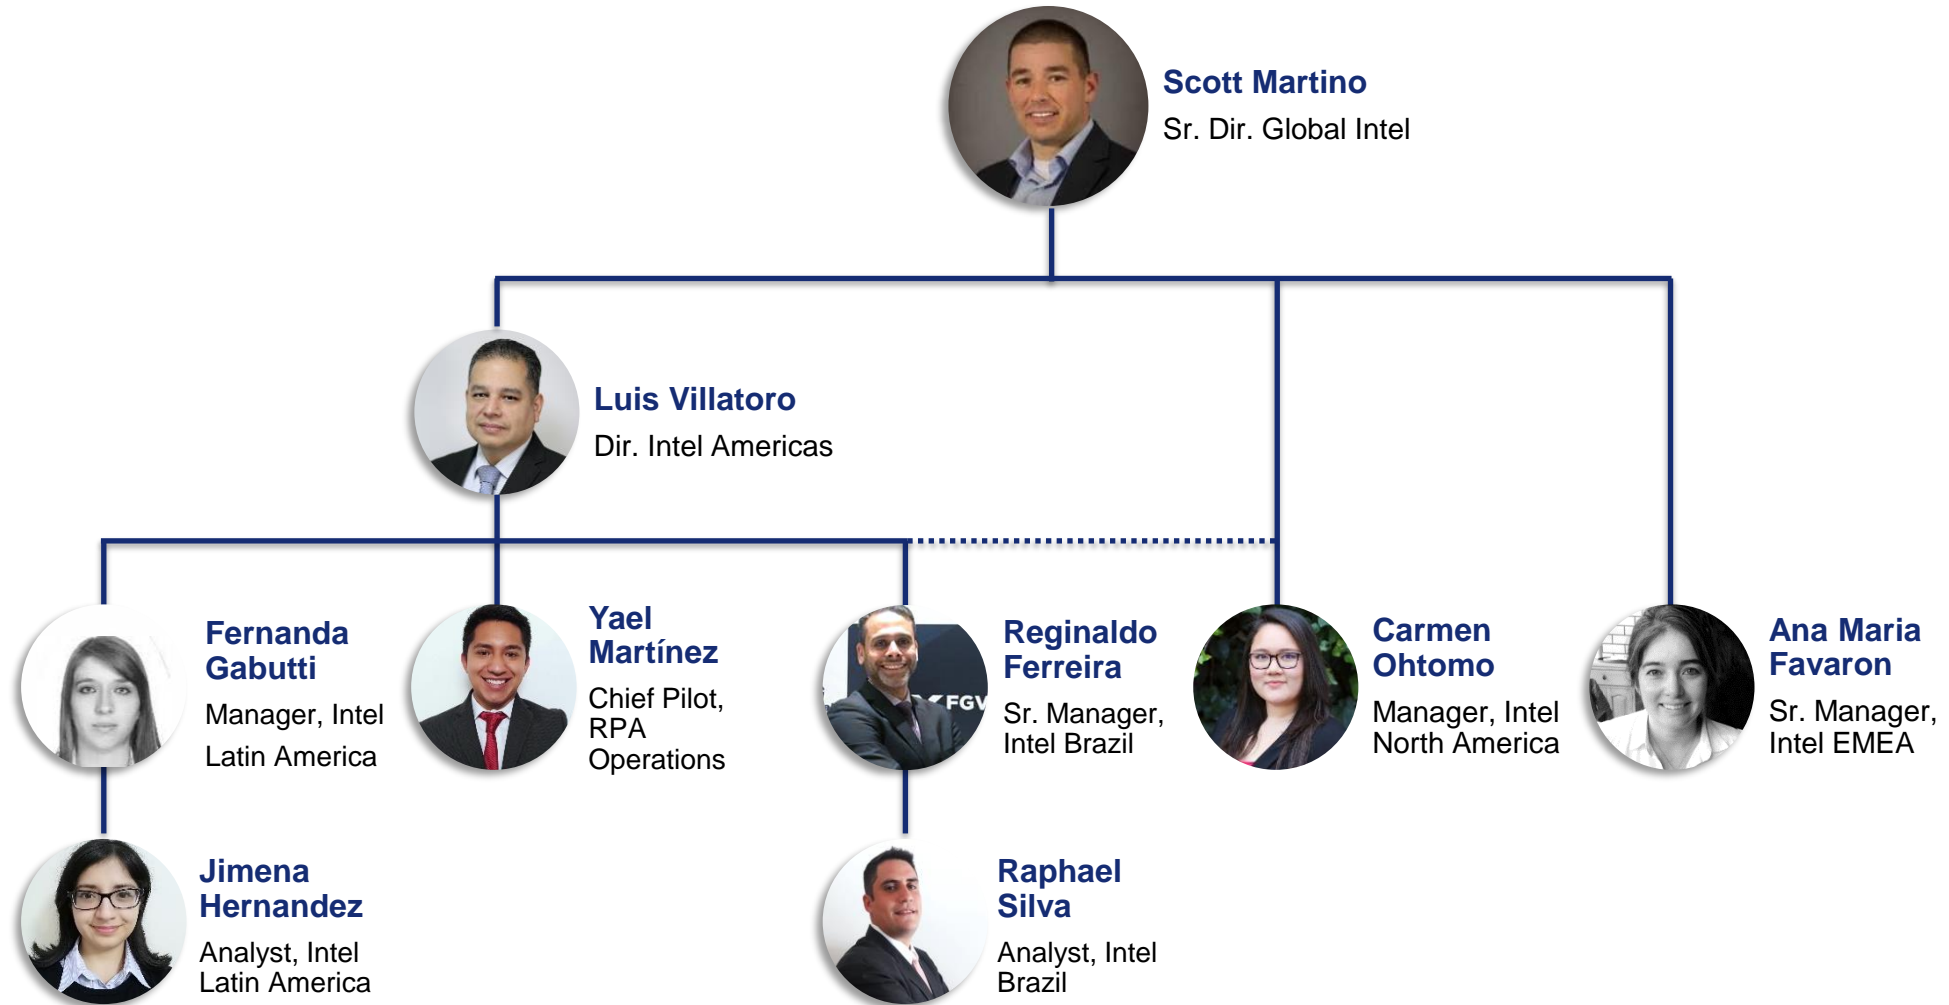 Scott Martino
Sr. Dir. Global Intel
Luis Villatoro
Dir. Intel Americas
Fernanda
Gabutti
Manager, Intel
Latin America
Yael
Martínez
Chief Pilot,
RPA
Operations
Reginaldo
Ferreira
Sr. Manager,
Intel Brazil
FGV
Carmen
Ohtomo
Manager, Intel
North America
Ana Maria
Favaron
Sr. Manager,
Intel EMEA
Jimena
Hernandez
Analyst, Intel
Latin America
Raphael
Silva
Analyst, Intel
Brazil